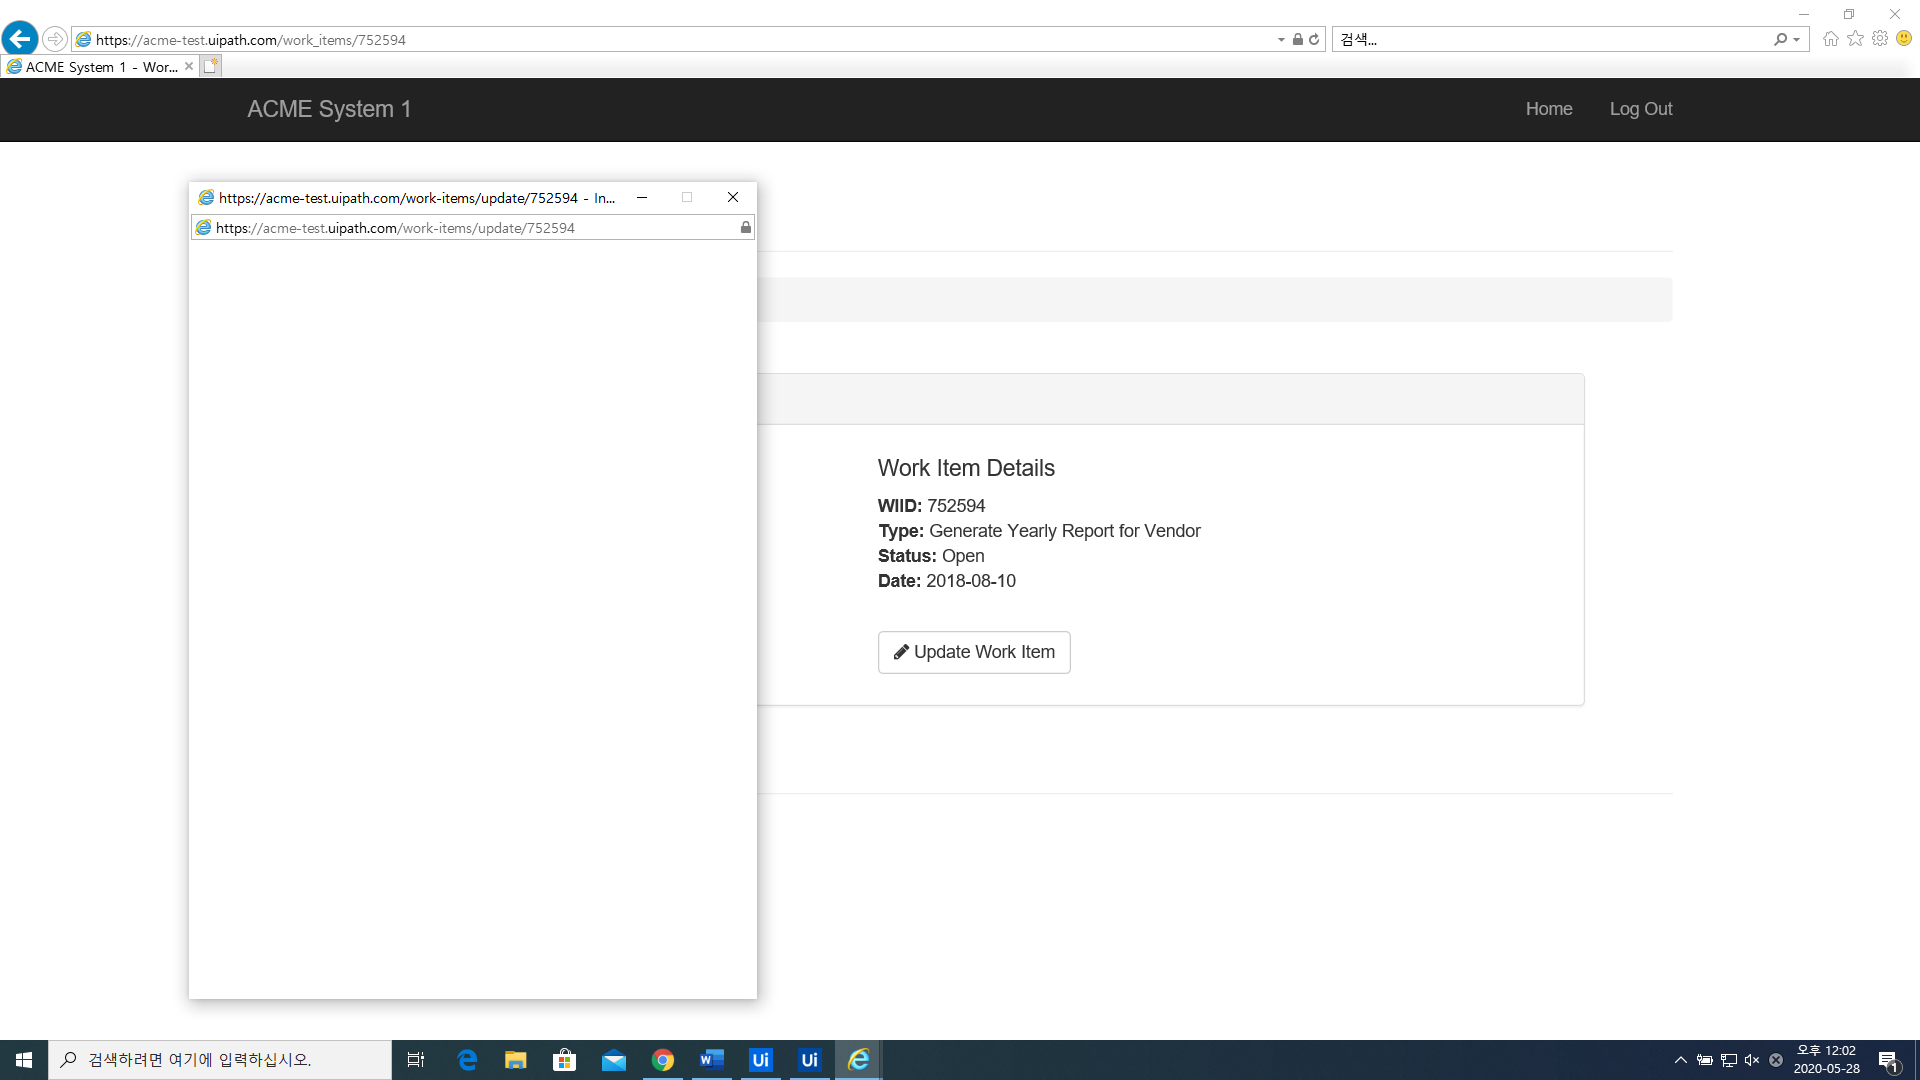 https://acme-test.uipath.com/work_items/752594
검색...
ACME System 1 - Wor...
ACME System 1
Home
Log Out
https://acme-test.uipath.com/work-items/update/752594 - In...
https://acme-test.uipath.com/work-items/update/752594
Work Item Details
WIID: 752594
Type: Generate Yearly Report for Vendor
Status: Open
Date: 2018-08-10
Update Work Item
검색하려면 여기에 입력하십시오.
W
Ui
Ui
오후 12:02
2020-05-28
1